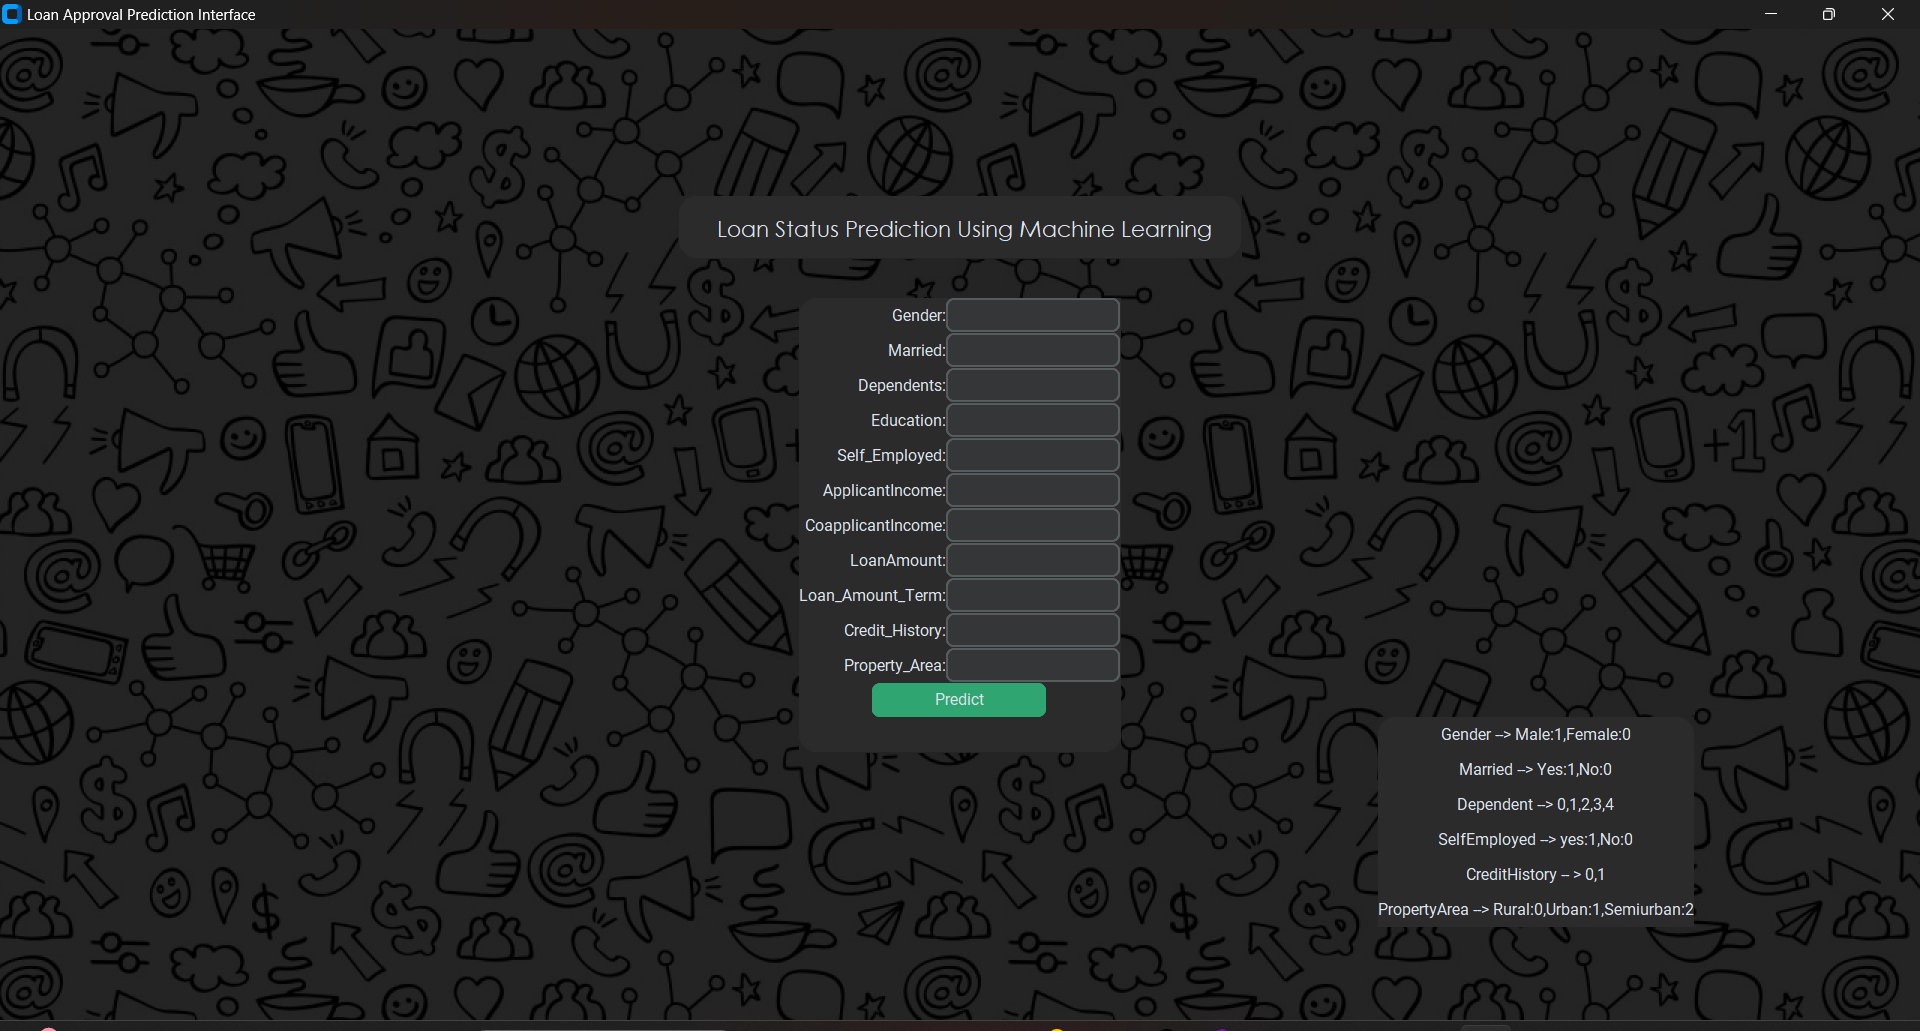 Loan Approval Prediction Interface
Loan Status Prediction Using Machine Learning
Gender:
Married:
Dependents:
Education:
Self_Employed:
ApplicantIncome:
CoapplicantIncome:
LoanAmount:
Loan_Amount_Term:
Credit_History:
Property_Area:
Predict
Gender --> Male:1,Female:0
Married --> Yes:1,No:0
Dependent --> 0,1,2,3,4
SelfEmployed --> yes:1,No:0
CreditHistory -- > 0,1
PropertyArea --> Rural:0,Urban:1,Semiurban:2
+1